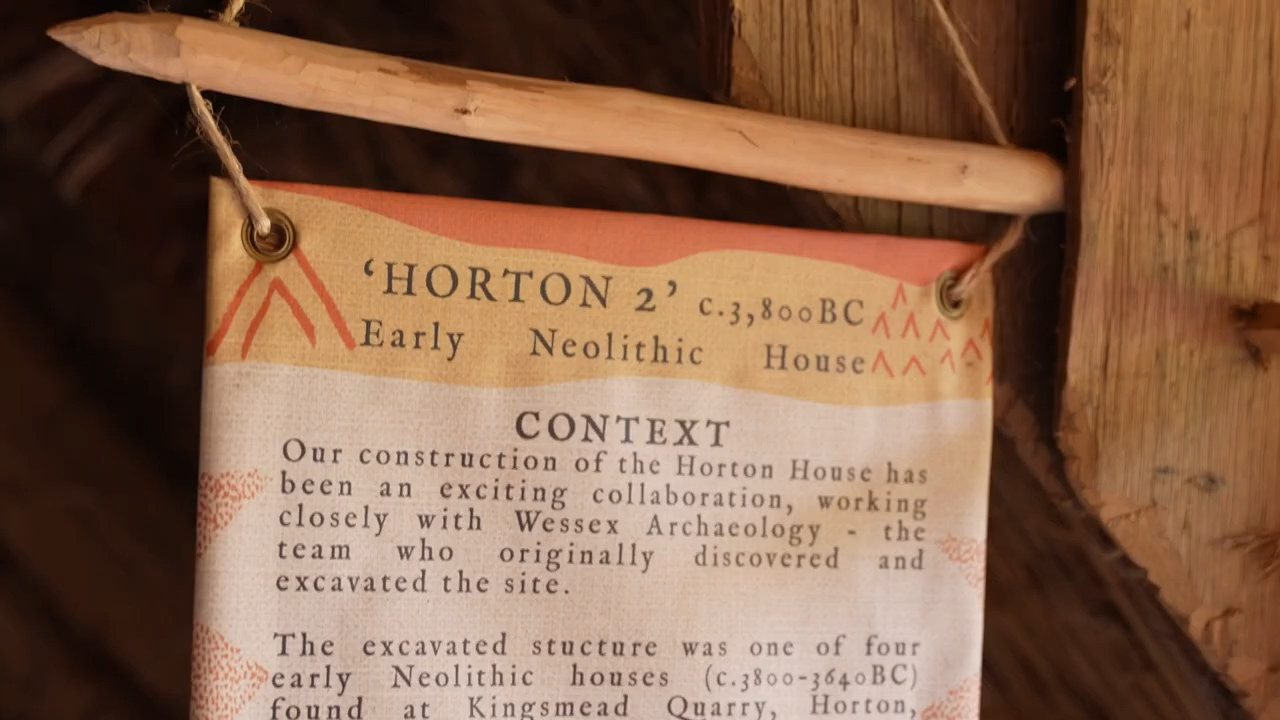 ‘HORTON 2’ c.3,800BC
Early Neolithic House
CONTEXT
Our construction of the Horton House has
been an exciting collaboration, working
closely with Wessex Archaeology - the
team who originally discovered and
excavated the site.
The excavated stucture was one of four
early Neolithic houses (c.3800-3640BC)
found at Kingsmead Quarry, Horton,